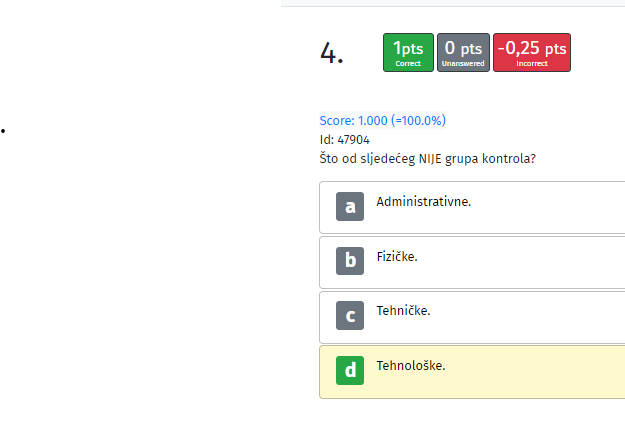 4.
1pts
Correct
0 pts
Unanswered
-0,25 pts
Incorrect
Score: 1.000 (=100.0%)
Id: 47904
Što od sljedećeg NIJE grupa kontrola?
a Administrativne.
b Fizičke.
c Tehničke.
d Tehnološke.